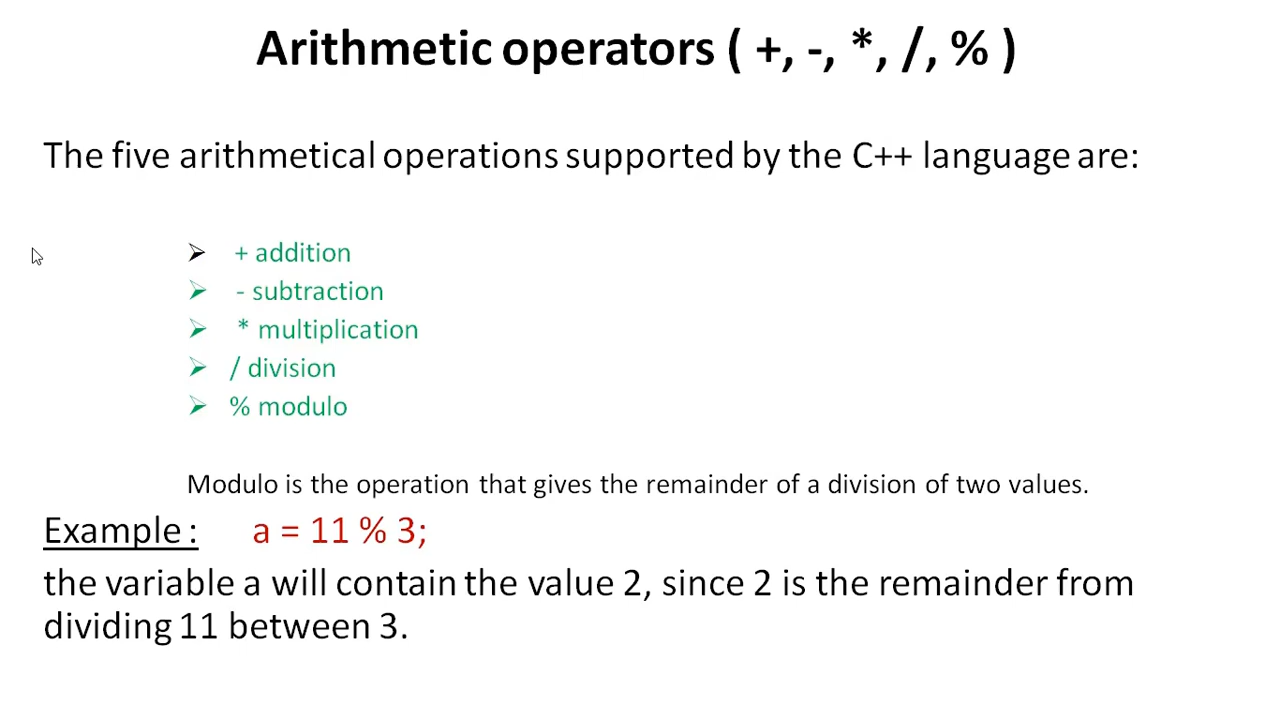 Arithmetic operators ( +, -, *, /, % )
The five arithmetical operations supported by the C++ language are:
+ addition
- subtraction
* multiplication
/ division
% modulo
Modulo is the operation that gives the remainder of a division of two values.
Example : a = 11 % 3;
the variable a will contain the value 2, since 2 is the remainder from
dividing 11 between 3.